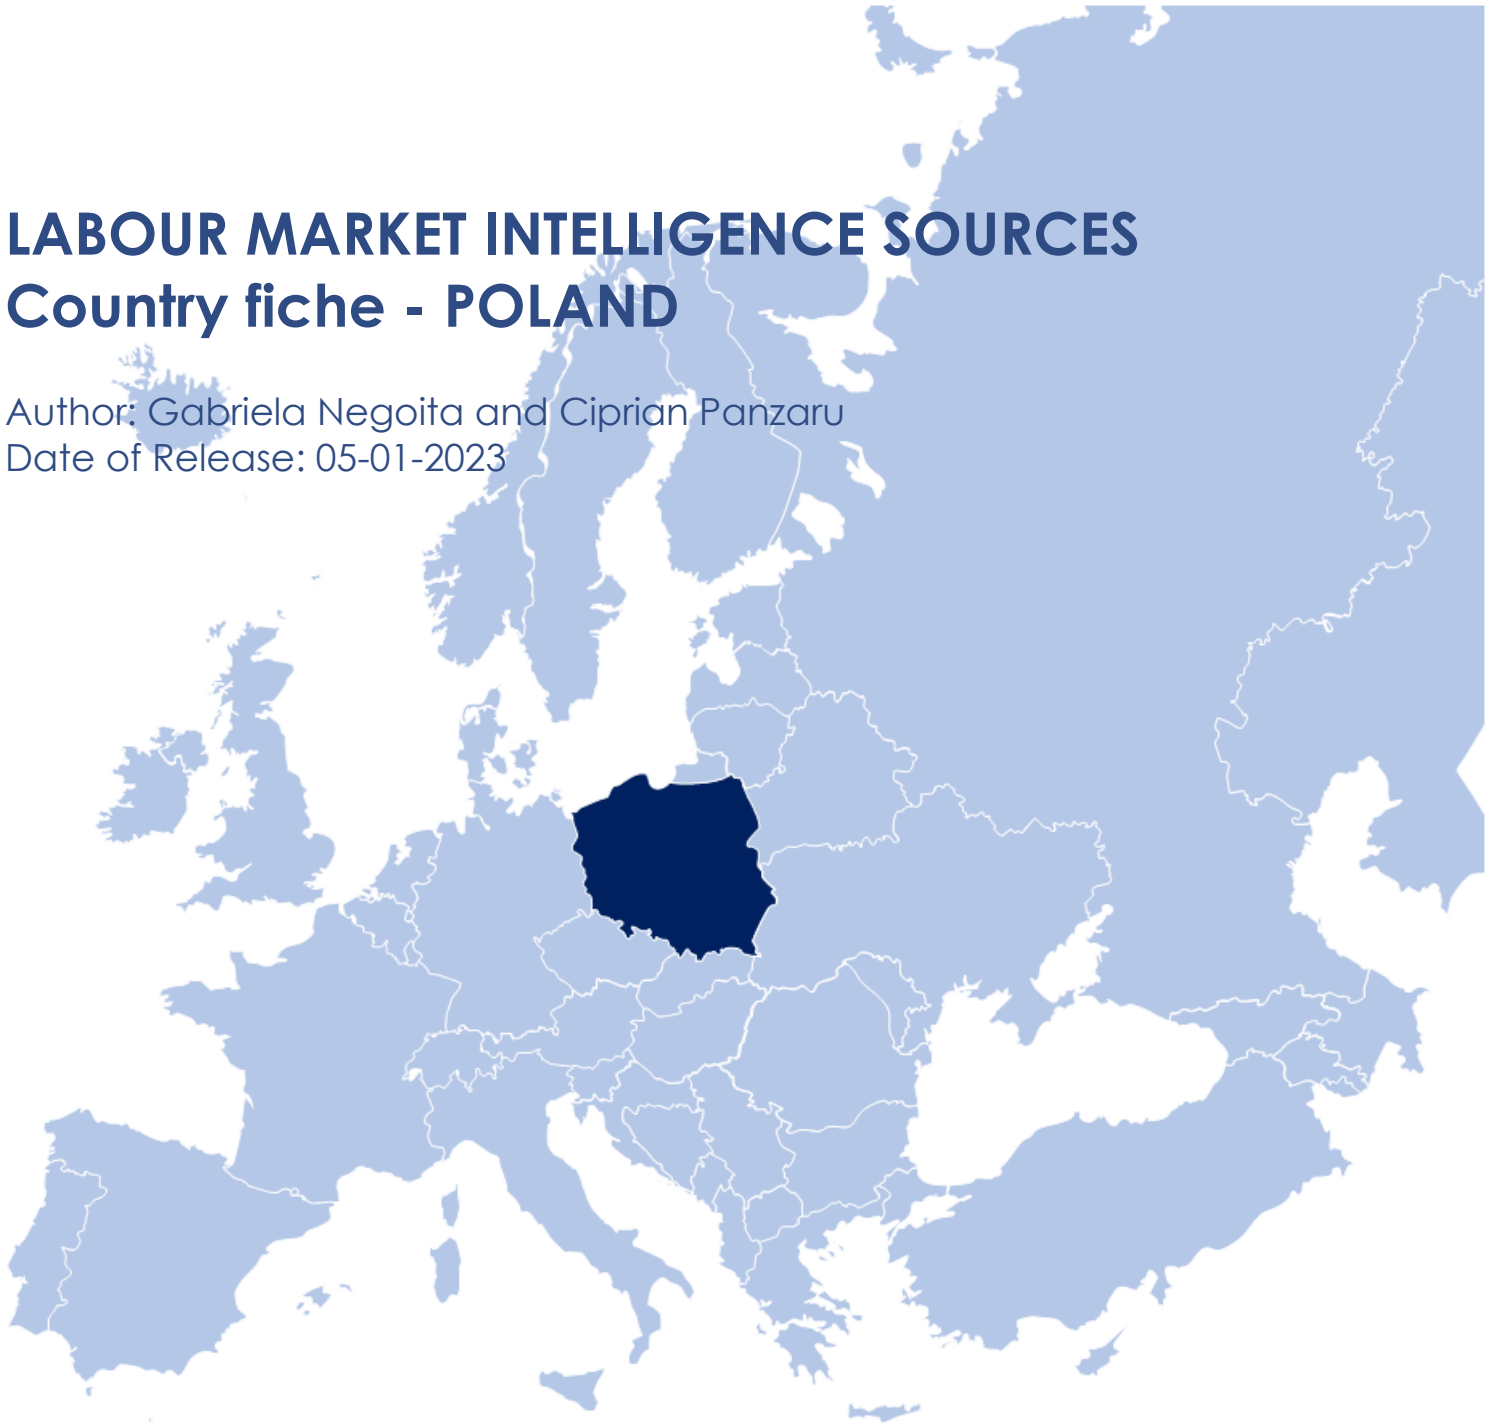 LABOUR MARKET INTELLIGENCE SOURCES
Country fiche - POLAND
Author: Gabriela Negoita and Ciprian Panzaru
Date of Release: 05-01-2023